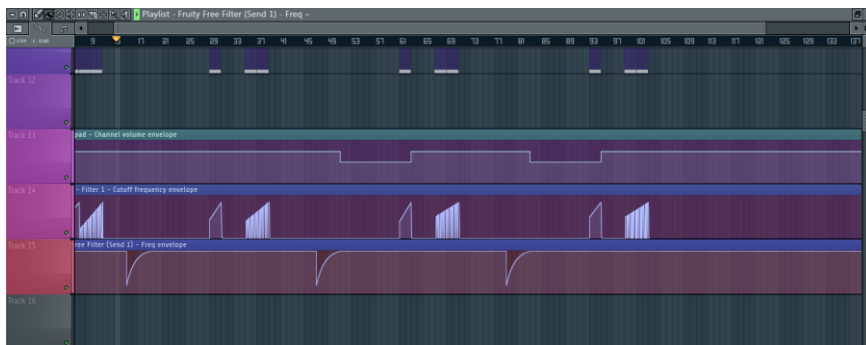 Playlist - Fruity Free Filter (Send 1) - Freq
STEP SLIDE
9 13 17 21 25 29 33 37 41 45 49 53 57 61 65 69 73 77 81 85 89 93 97 101 105 109 113 117 121 125 129 133 137
Track 12
Track 13
pad - Channel volume envelope
Track 14
- Filter 1 - Cutoff frequency envelope
Track 15
ree Filter (Send 1) - Freq envelope
Track 16